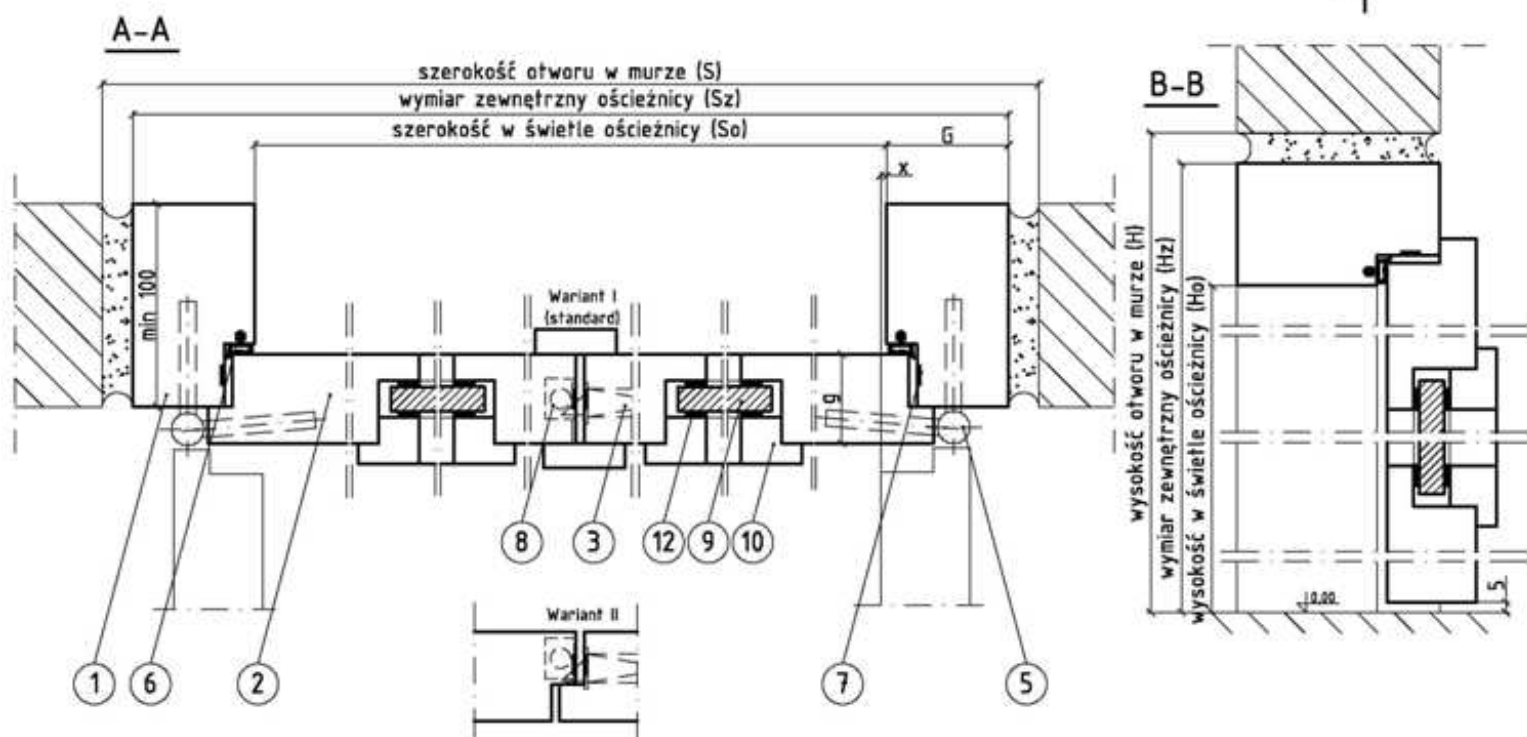 A-A
szerokość otworu w murze (S)
wymiar zewnętrzny ościeżnicy (Sz)
szerokość w świetle ościeżnicy (So)
G
x
min 100
Wariant I
(standard)
g
8
3
12
9
10
Wariant II
1
6
2
7
5
B-B
wysokość otworu w murze (H)
wymiar zewnętrzny ościeżnicy (Hz)
wysokość w świetle ościeżnicy (Ho)
0,00
5